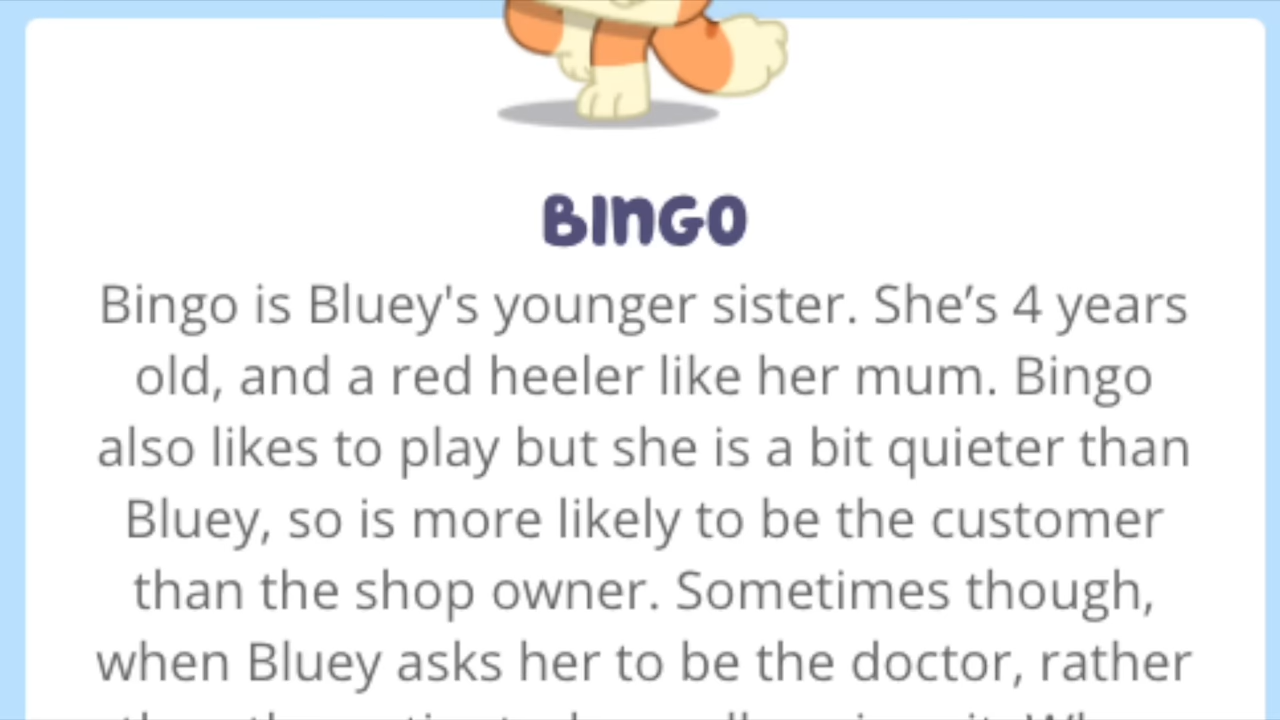 BINGO
Bingo is Bluey's younger sister. She’s 4 years
old, and a red heeler like her mum. Bingo
also likes to play but she is a bit quieter than
Bluey, so is more likely to be the customer
than the shop owner. Sometimes though,
when Bluey asks her to be the doctor, rather